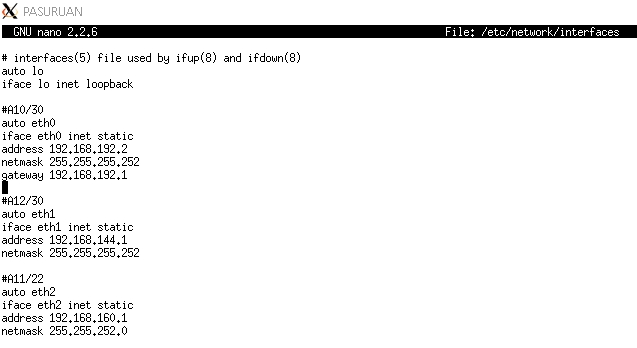 PASURUAN
GNU nano 2.2.6 File: /etc/network/interfaces
# interfaces(5) file used by ifup(8) and ifdown(8)
auto lo
iface lo inet loopback
#A10/30
auto eth0
iface eth0 inet static
address 192.168.192.2
netmask 255.255.255.252
gateway 192.168.192.1
#A12/30
auto eth1
iface eth1 inet static
address 192.168.144.1
netmask 255.255.255.252
#A11/22
auto eth2
iface eth2 inet static
address 192.168.160.1
netmask 255.255.252.0